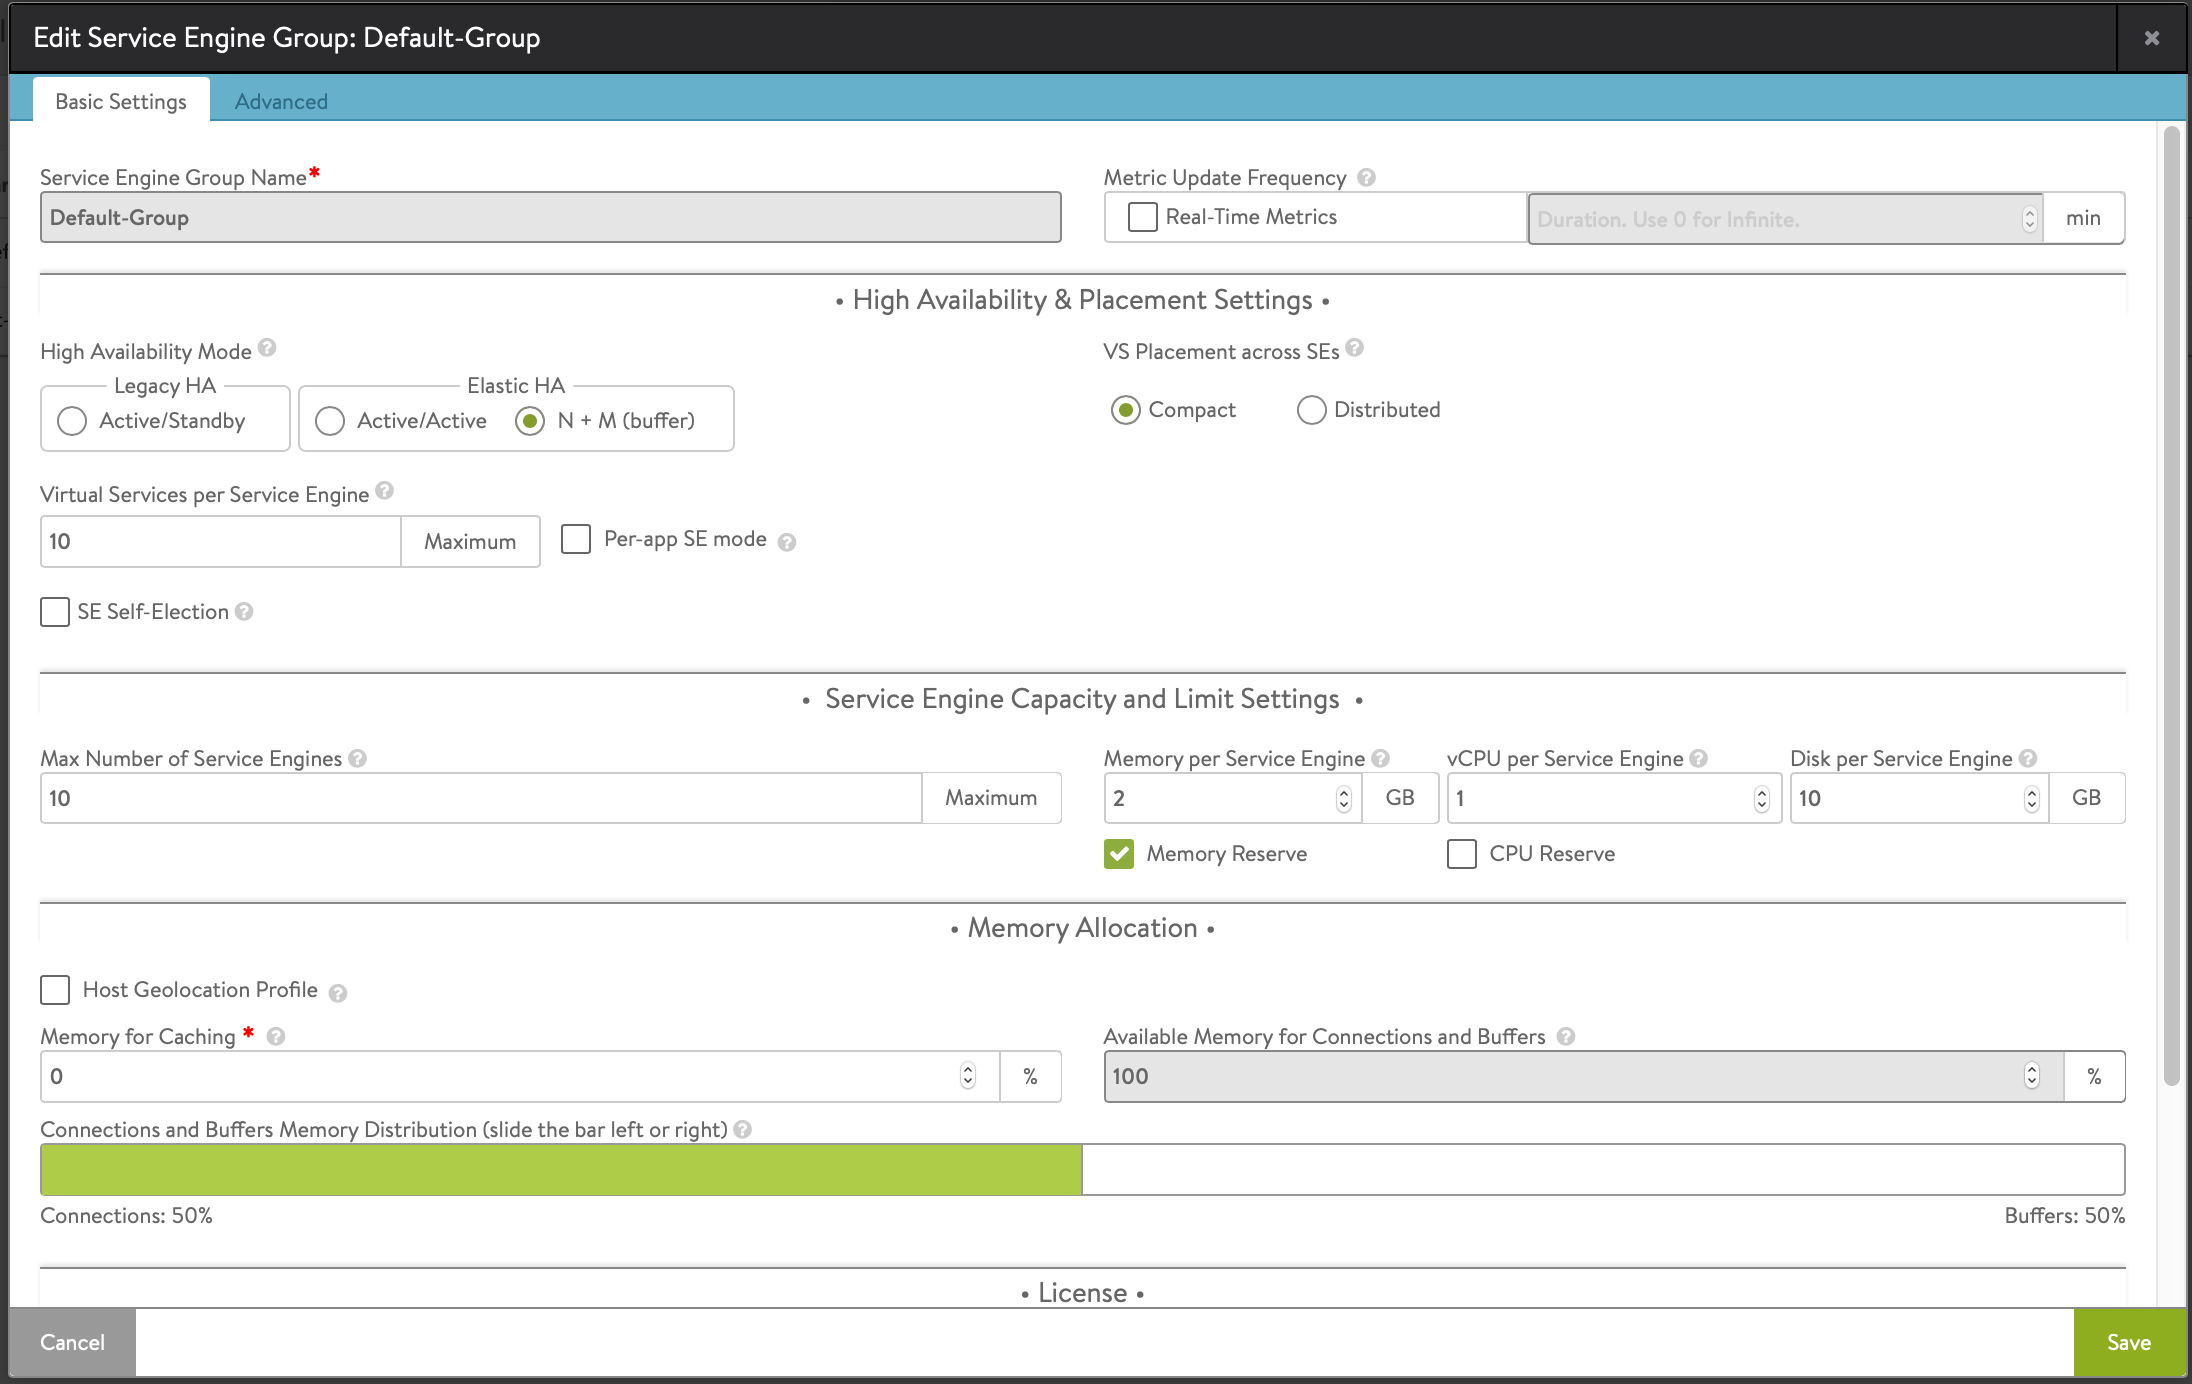 Edit Service Engine Group: Default-Group
Basic Settings
Advanced
Service Engine Group Name*
Default-Group
Metric Update Frequency ?
Real-Time Metrics
Duration. Use 0 for Infinite.
min
• High Availability & Placement Settings •
High Availability Mode ?
Legacy HA
Active/Standby
Elastic HA
Active/Active
N + M (buffer)
VS Placement across SEs ?
Compact
Distributed
Virtual Services per Service Engine ?
10
Maximum
Per-app SE mode ?
SE Self-Election ?
• Service Engine Capacity and Limit Settings •
Max Number of Service Engines ?
10
Maximum
Memory per Service Engine ?
2
GB
vCPU per Service Engine ?
1
Disk per Service Engine ?
10
GB
Memory Reserve
CPU Reserve
• Memory Allocation •
Host Geolocation Profile ?
Memory for Caching * ?
0
%
Available Memory for Connections and Buffers ?
100
%
Connections and Buffers Memory Distribution (slide the bar left or right) ?
Connections: 50%
Buffers: 50%
• License •
Cancel
Save